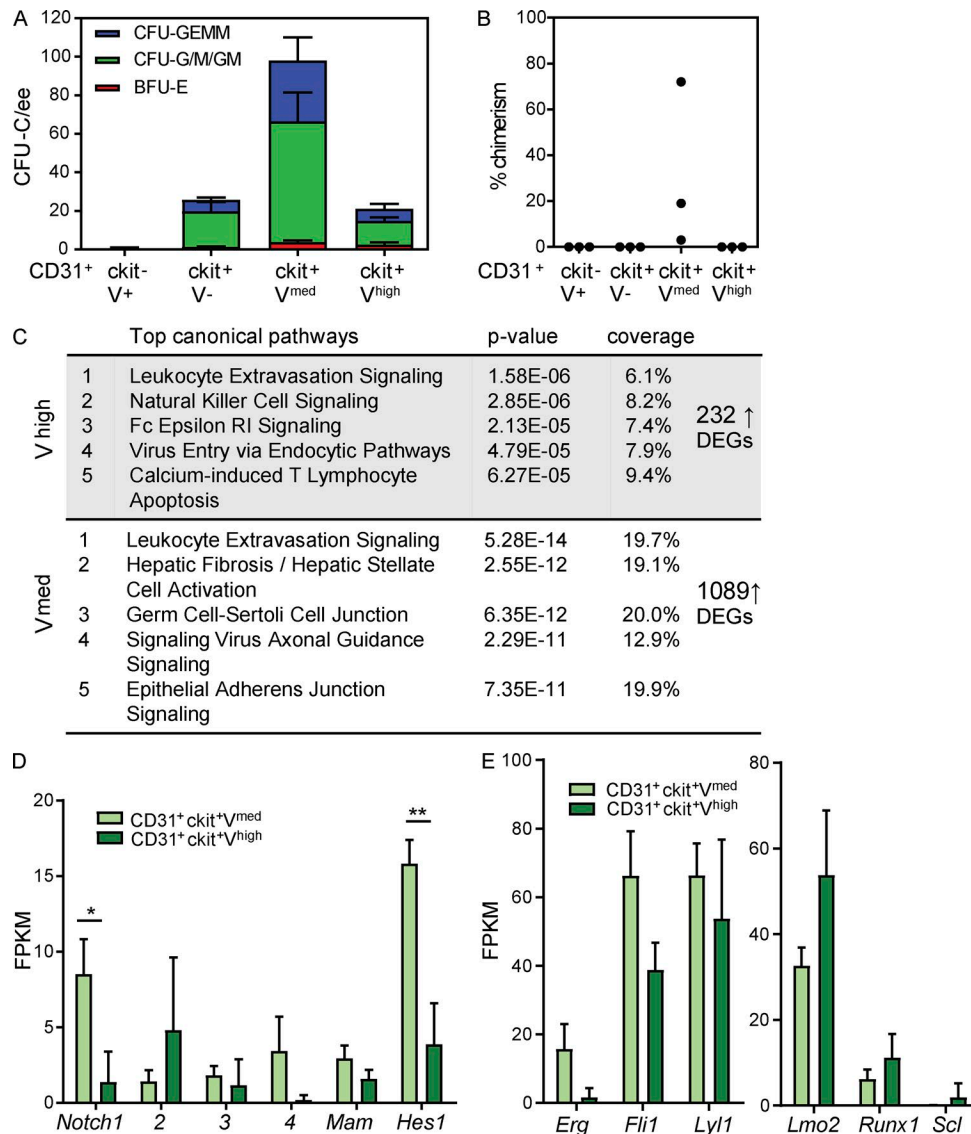 A
CFU-C/ee
120
100
80
60
40
20
0
CFU-GEMM
CFU-G/M/GM
BFU-E
CD31+ ckit- ckit+ ckit+ ckit+
V+ V- Vmed Vhigh
B
% chimerism
100
80
60
40
20
0
CD31+ ckit- ckit+ ckit+ ckit+
V+ V- Vmed Vhigh
C
Top canonical pathways p-value coverage
V high
1 Leukocyte Extravasation Signaling 1.58E-06 6.1%
2 Natural Killer Cell Signaling 2.85E-06 8.2%
3 Fc Epsilon RI Signaling 2.13E-05 7.4%
4 Virus Entry via Endocytic Pathways 4.79E-05 7.9%
5 Calcium-induced T Lymphocyte 6.27E-05 9.4%
Apoptosis
232 ↑
DEGs
Vmed
1 Leukocyte Extravasation Signaling 5.28E-14 19.7%
2 Hepatic Fibrosis / Hepatic Stellate 2.55E-12 19.1%
Cell Activation
3 Germ Cell-Sertoli Cell Junction 6.35E-12 20.0%
4 Signaling Virus Axonal Guidance 2.29E-11 12.9%
Signaling
5 Epithelial Adherens Junction 7.35E-11 19.9%
Signaling
1089↑
DEGs
D
FPKM
20
15
10
5
0
CD31+ ckit+Vmed
CD31+ ckit+Vhigh
*
**
Notch1 2 3 4 Mam Hes1
E
FPKM
100
80
60
40
20
0
CD31+ ckit+Vmed
CD31+ ckit+Vhigh
Erg Fli1 Lyl1
80
60
40
20
0
Lmo2 Runx1 Scl